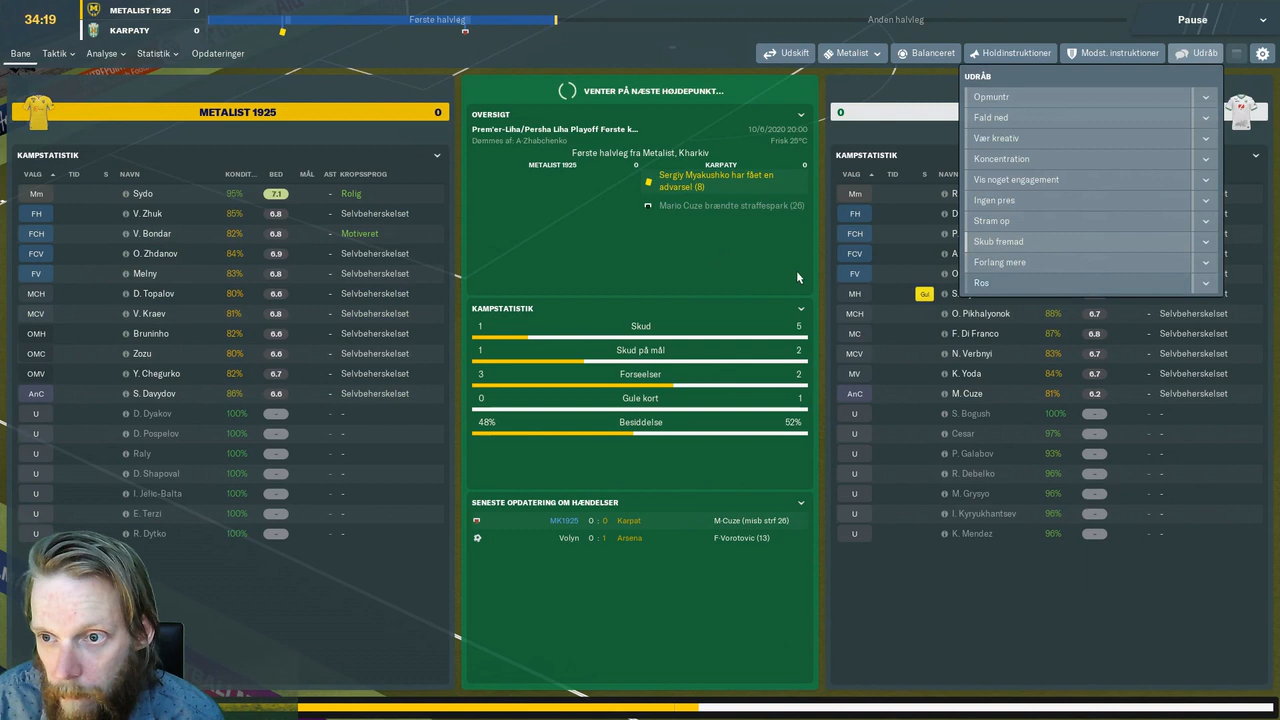 34:19
METALIST 1925 0
KARPATY 0
Første halvleg
Anden halvleg
Pause
Bane Taktik Analyse Statistik Opdateringer
Udskift Metalist Balanceret Holdinstruktioner Modst. instruktioner Udråb
UDRÅB
Opmuntr
Fald ned
Vær kreativ
Koncentration
Vis noget engagement
Ingen pres
Stram op
Skub fremad
Forlang mere
Ros
METALIST 1925 0
KAMPSTATISTIK
VALG TID S NAVN KONDIT... BED MÅL AST KROPSSPROG
Mm Sydo 95% 7.1 - Rolig
FH V. Zhuk 85% 6.8 - Selvbeherskelset
FCH V. Bondar 82% 6.8 - Motiveret
FCV O. Zhdanov 84% 6.9 - Selvbeherskelset
FV Melny 83% 6.8 - Selvbeherskelset
MCH D. Topalov 80% 6.6 - Selvbeherskelset
MCV V. Kraev 81% 6.8 - Selvbeherskelset
OMH Bruninho 82% 6.6 - Selvbeherskelset
OMC Zozu 80% 6.6 - Selvbeherskelset
OMV Y. Chegurko 82% 6.7 - Selvbeherskelset
AnC S. Davydov 86% 6.6 - Selvbeherskelset
U D. Dyakov 100% - - -
U D. Pospelov 100% - - -
U Raly 100% - - -
U D. Shapoval 100% - - -
U I. Jelic-Balta 100% - - -
U E. Terzi 100% - - -
U R. Dytko 100% - - -
VENTER PÅ NÆSTE HØJDEPUNKT...
OVERSIGT
Prem'er-Liha/Persha Liha Playoff Første k... 10/6/2020 20:00
Dømmes af: A·Zhabchenko Frisk 25°C
Første halvleg fra Metalist, Kharkiv
METALIST 1925 0 KARPATY 0
Sergiy Myakushko har fået en
advarsel (8)
Mario Cuze brændte straffespark (26)
KAMPSTATISTIK
1 Skud 5
1 Skud på mål 2
3 Forseelser 2
0 Gule kort 1
48% Besiddelse 52%
SENESTE OPDATERING OM HÆNDELSER
MK1925 0 : 0 Karpat M·Cuze (misb strf 26)
Volyn 0 : 1 Arsena F·Vorotovic (13)
0
KAMPSTATISTIK
VALG TID S N
Mm R
FH D
FCH P.
FCV A
FV O
MH Gul S.
MCH O. Pikhalyonok 88% 6.7 - Selvbeherskelset
MC F. Di Franco 87% 6.8 - Selvbeherskelset
MCV N. Verbnyi 83% 6.7 - Selvbeherskelset
MV K. Yoda 84% 6.7 - Selvbeherskelset
AnC M. Cuze 81% 6.2 - Selvbeherskelset
U S. Bogush 100% - - -
U Cesar 97% - - -
U P. Galabov 93% - - -
U R. Debelko 96% - - -
U M. Grysyo 96% - - -
U I. Kyryukhantsev 96% - - -
U K. Mendez 96% - - -